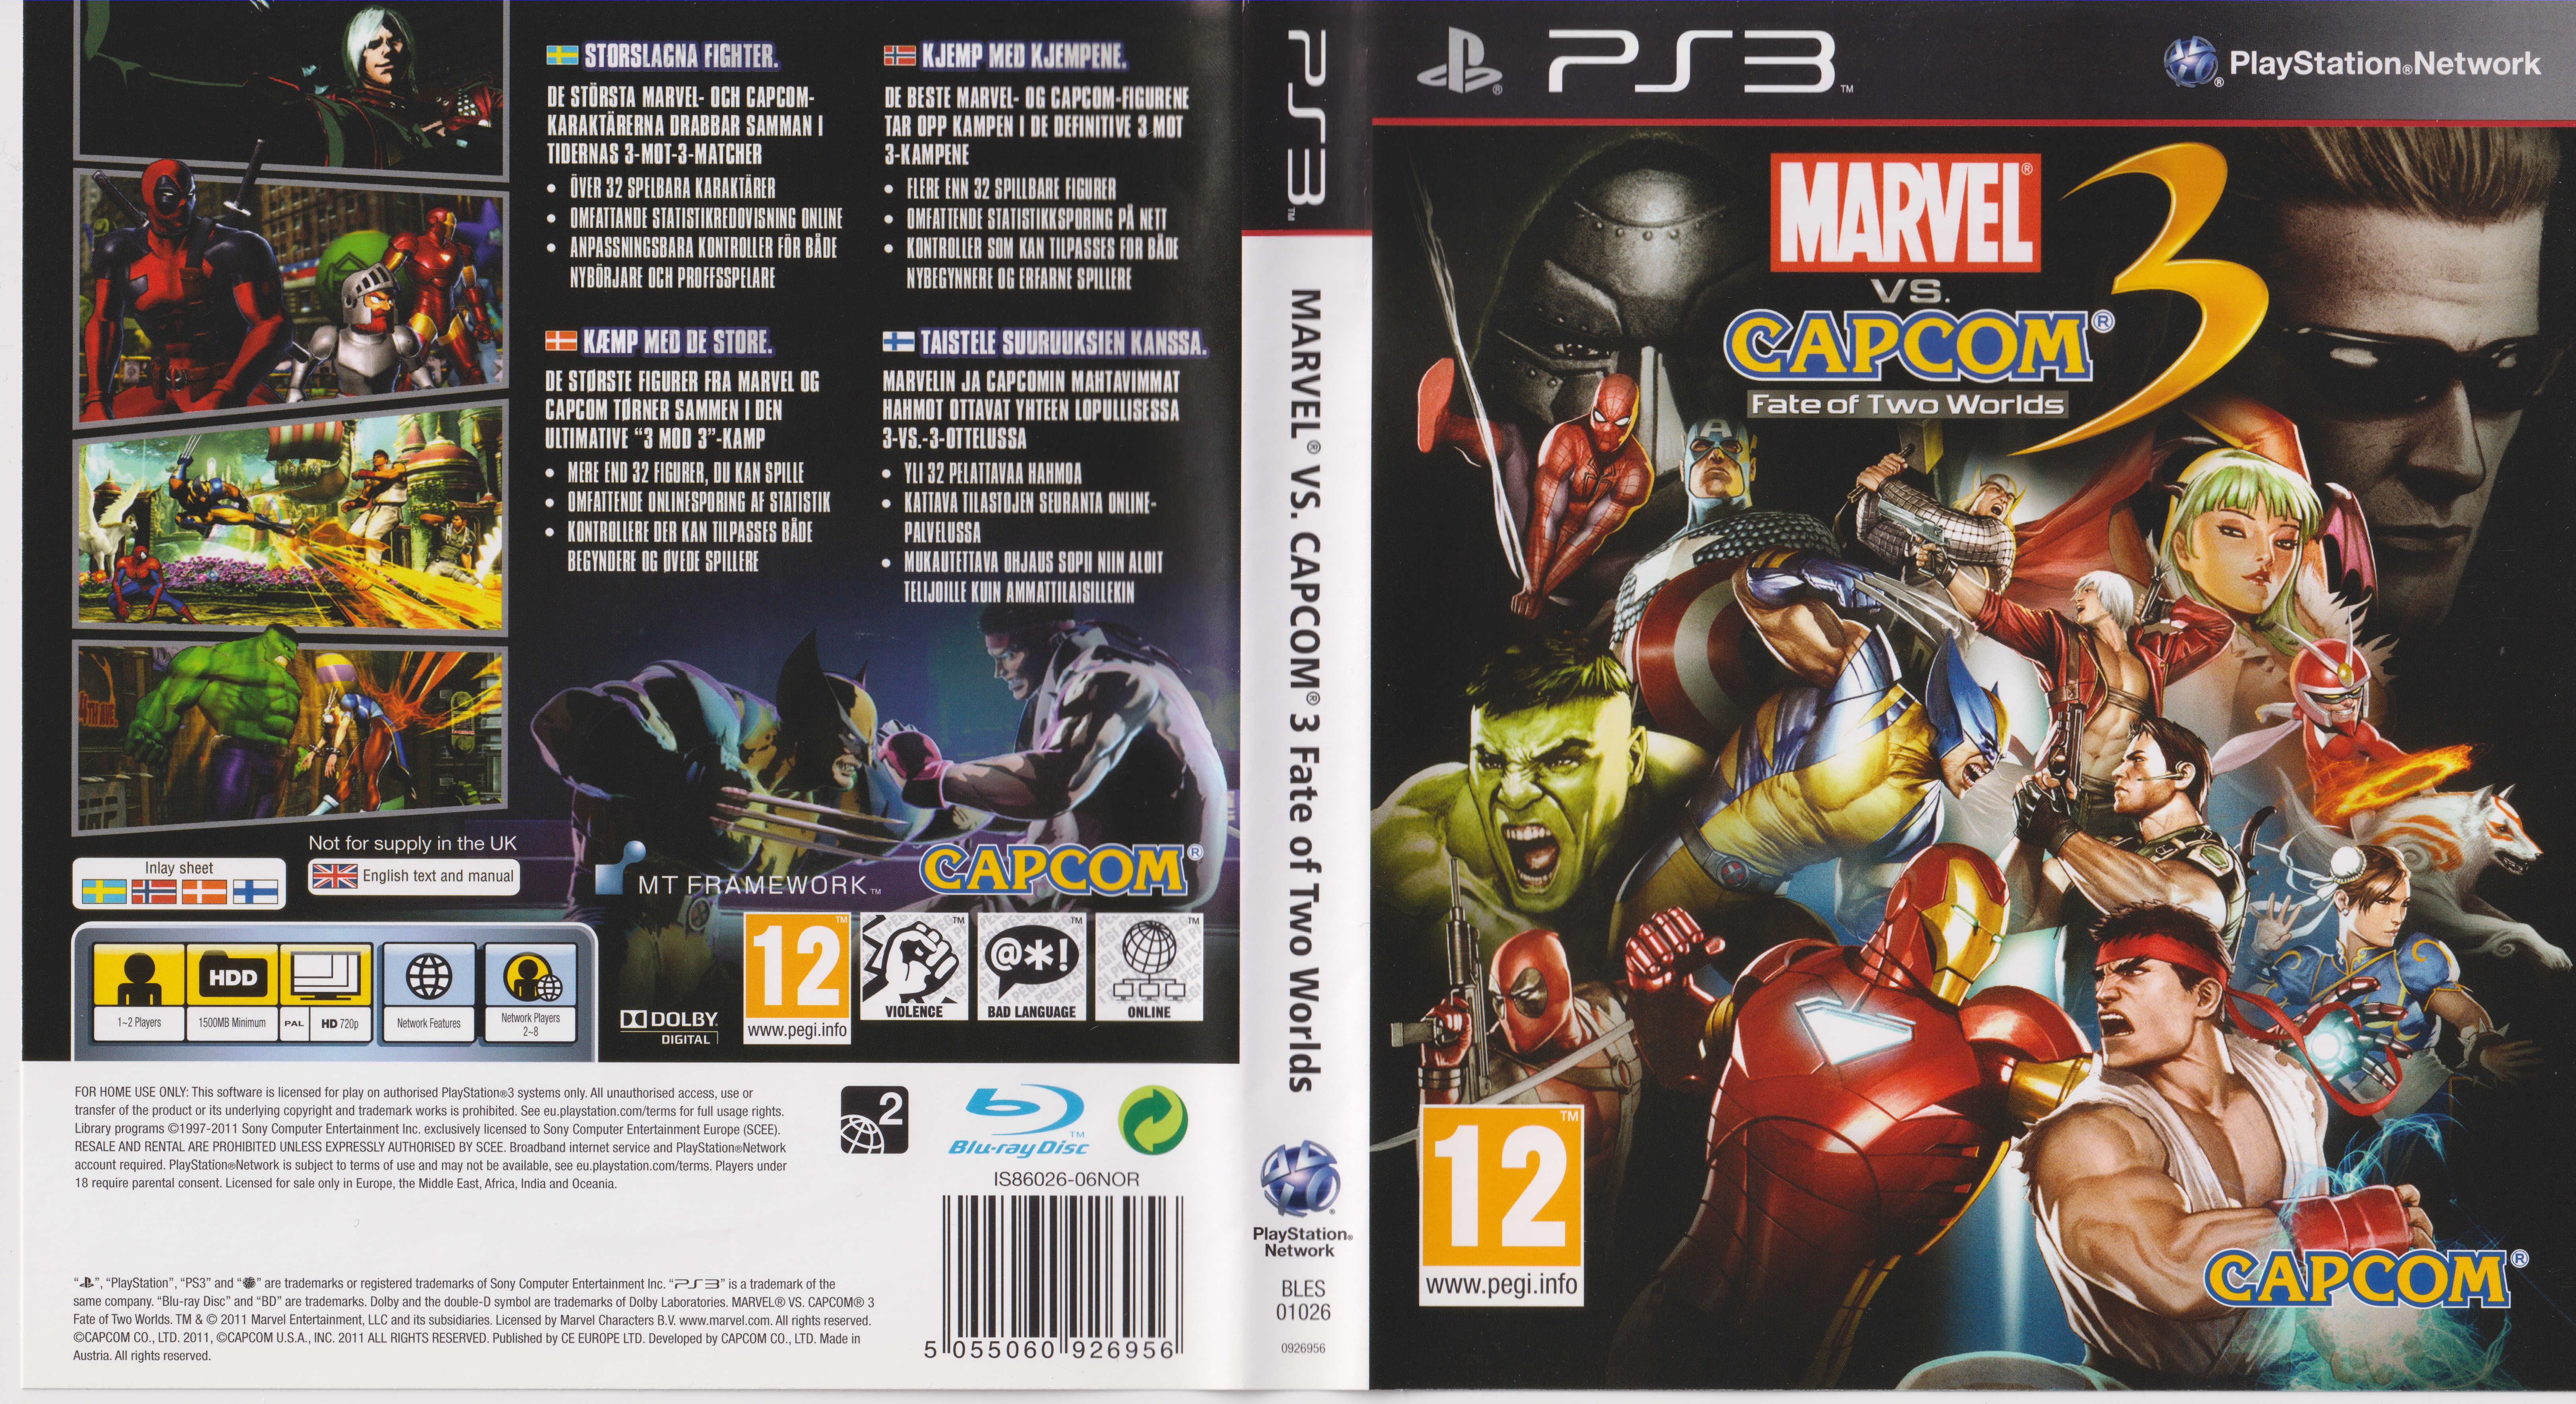 STORSLAGNA FIGHTER.
DE STÖRSTA MARVEL- OCH CAPCOM-
KARAKTÄRERNA DRABBAR SAMMAN I
TIDERNAS 3-MOT-3-MATCHER
• ÖVER 32 SPELBARA KARAKTÄRER
• OMFATTANDE STATISTIKREDOVISNING ONLINE
• ANPASSNINGSBARA KONTROLLER FÖR BÅDE
NYBÖRJARE OCH PROFFSSPELARE
KJEMP MED KJEMPENE.
DE BESTE MARVEL- OG CAPCOM-FIGURENE
TAR OPP KAMPEN I DE DEFINITIVE 3 MOT
3-KAMPENE
• FLERE ENN 32 SPILLBARE FIGURER
• OMFATTENDE STATISTIKKSPORING PÅ NETT
• KONTROLLER SOM KAN TILPASSES FOR BÅDE
NYBEGYNNERE OG ERFARNE SPILLERE
KÆMP MED DE STORE.
DE STØRSTE FIGURER FRA MARVEL OG
CAPCOM TØRNER SAMMEN I DEN
ULTIMATIVE “3 MOD 3”-KAMP
• MERE END 32 FIGURER, DU KAN SPILLE
• OMFATTENDE ONLINESPORING AF STATISTIK
• KONTROLLERE DER KAN TILPASSES BÅDE
BEGYNDERE OG ØVEDE SPILLERE
TAISTELE SUURUUKSIEN KANSSA.
MARVELIN JA CAPCOMIN MAHTAVIMMAT
HAHMOT OTTAVAT YHTEEN LOPULLISESSA
3-VS.-3-OTTELUSSA
• YLI 32 PELATTAVAA HAHMOA
• KATTAVA TILASTOJEN SEURANTA ONLINE-
PALVELUSSA
• MUKAUTETTAVA OHJAUS SOPII NIIN ALOIT
TELIJOILLE KUIN AMMATTILAISILLEKIN
Not for supply in the UK
Inlay sheet
English text and manual
MT FRAMEWORK™
CAPCOM®
1~2 Players
HDD
1500MB Minimum
PAL HD 720p
Network Features
Network Players
2~8
DOLBY
DIGITAL
12™
www.pegi.info
VIOLENCE
@*!
BAD LANGUAGE
ONLINE
FOR HOME USE ONLY: This software is licensed for play on authorised PlayStation®3 systems only. All unauthorised access, use or
transfer of the product or its underlying copyright and trademark works is prohibited. See eu.playstation.com/terms for full usage rights.
Library programs ©1997-2011 Sony Computer Entertainment Inc. exclusively licensed to Sony Computer Entertainment Europe (SCEE).
RESALE AND RENTAL ARE PROHIBITED UNLESS EXPRESSLY AUTHORISED BY SCEE. Broadband internet service and PlayStation®Network
account required. PlayStation®Network is subject to terms of use and may not be available, see eu.playstation.com/terms. Players under
18 require parental consent. Licensed for sale only in Europe, the Middle East, Africa, India and Oceania.
2
Blu-ray Disc™
IS86026-06NOR
5 055060 926956
“ ”, “PlayStation”, “PS3” and “ ” are trademarks or registered trademarks of Sony Computer Entertainment Inc. “PS3” is a trademark of the
same company. “Blu-ray Disc” and “BD” are trademarks. Dolby and the double-D symbol are trademarks of Dolby Laboratories. MARVEL® VS. CAPCOM® 3
Fate of Two Worlds. TM & © 2011 Marvel Entertainment, LLC and its subsidiaries. Licensed by Marvel Characters B.V. www.marvel.com. All rights reserved.
©CAPCOM CO., LTD. 2011, ©CAPCOM U.S.A., INC. 2011 ALL RIGHTS RESERVED. Published by CE EUROPE LTD. Developed by CAPCOM CO., LTD. Made in
Austria. All rights reserved.
PS3™
MARVEL® VS. CAPCOM® 3 Fate of Two Worlds
PlayStation®
Network
BLES
01026
0926956
PS3™
PlayStation®Network
MARVEL®
VS.
CAPCOM®
3
Fate of Two Worlds
12™
www.pegi.info
CAPCOM®